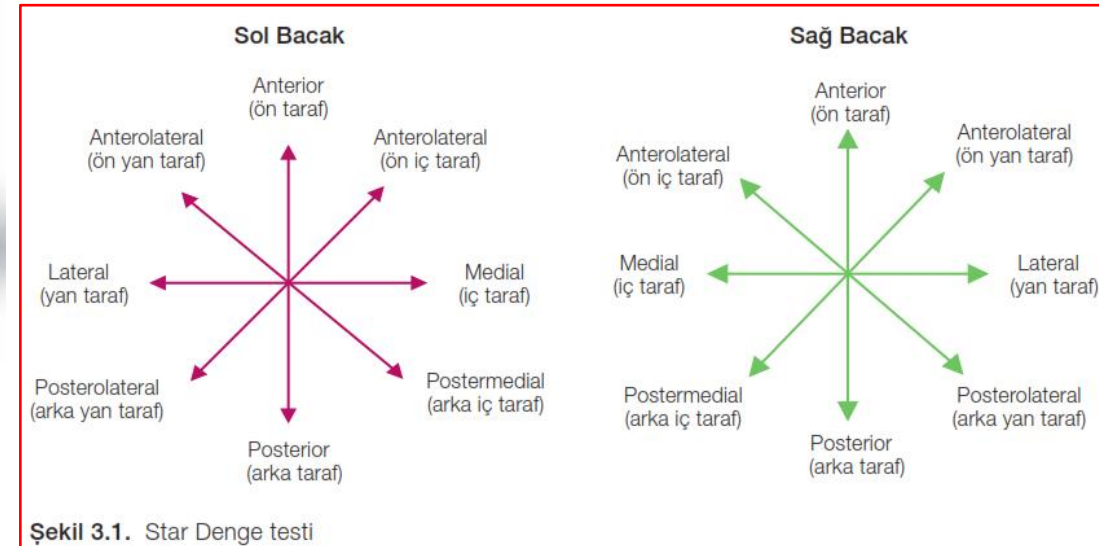 Sol Bacak
Anterior
(ön taraf)
Anterolateral
(ön yan taraf)
Anterolateral
(ön iç taraf)
Lateral
(yan taraf)
Medial
(iç taraf)
Posterolateral
(arka yan taraf)
Postermedial
(arka iç taraf)
Posterior
(arka taraf)
Sağ Bacak
Anterior
(ön taraf)
Anterolateral
(ön iç taraf)
Anterolateral
(ön yan taraf)
Medial
(iç taraf)
Lateral
(yan taraf)
Postermedial
(arka iç taraf)
Posterolateral
(arka yan taraf)
Posterior
(arka taraf)
Şekil 3.1. Star Denge testi